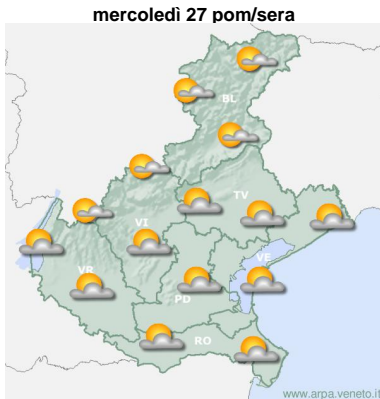 mercoledì 27 pom/sera
BL
TV
VI
VE
VR
PD
RO
www.arpa.veneto.it